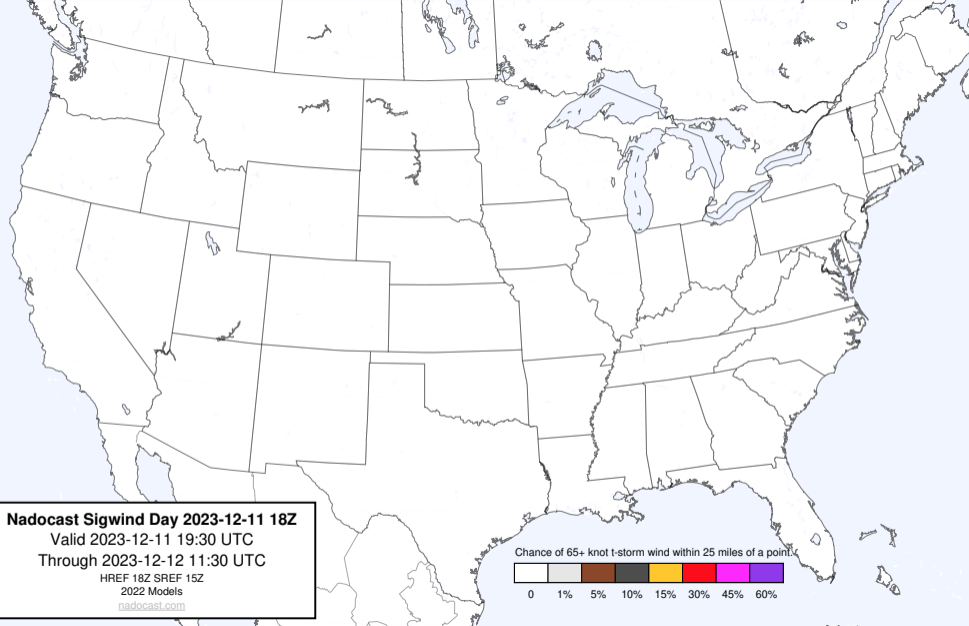 Nadocast Sigwind Day 2023-12-11 18Z
Valid 2023-12-11 19:30 UTC
Through 2023-12-12 11:30 UTC
HREF 18Z SREF 15Z
2022 Models
nadocast.com
Chance of 65+ knot t-storm wind within 25 miles of a point.
0 1% 5% 10% 15% 30% 45% 60%